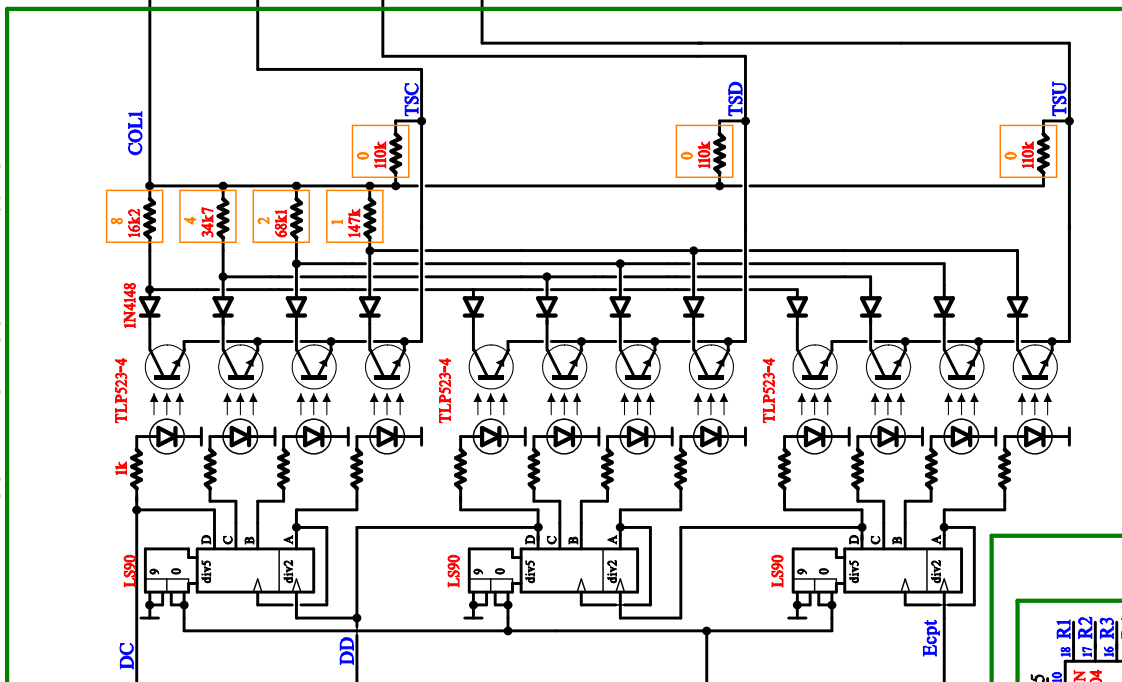 COL1
TSC
TSD
TSU
0
110k
0
110k
0
110k
8
16k2
4
34k7
2
68k1
1
147k
1N4148
TLP523-4
TLP523-4
TLP523-4
1k
D
C
B
A
D
C
B
A
D
C
B
A
LS90
9
0
div5
div2
LS90
9
0
div5
div2
LS90
9
0
div5
div2
DC
DD
Ecpt
18 R1
17 R2
16 R3
10